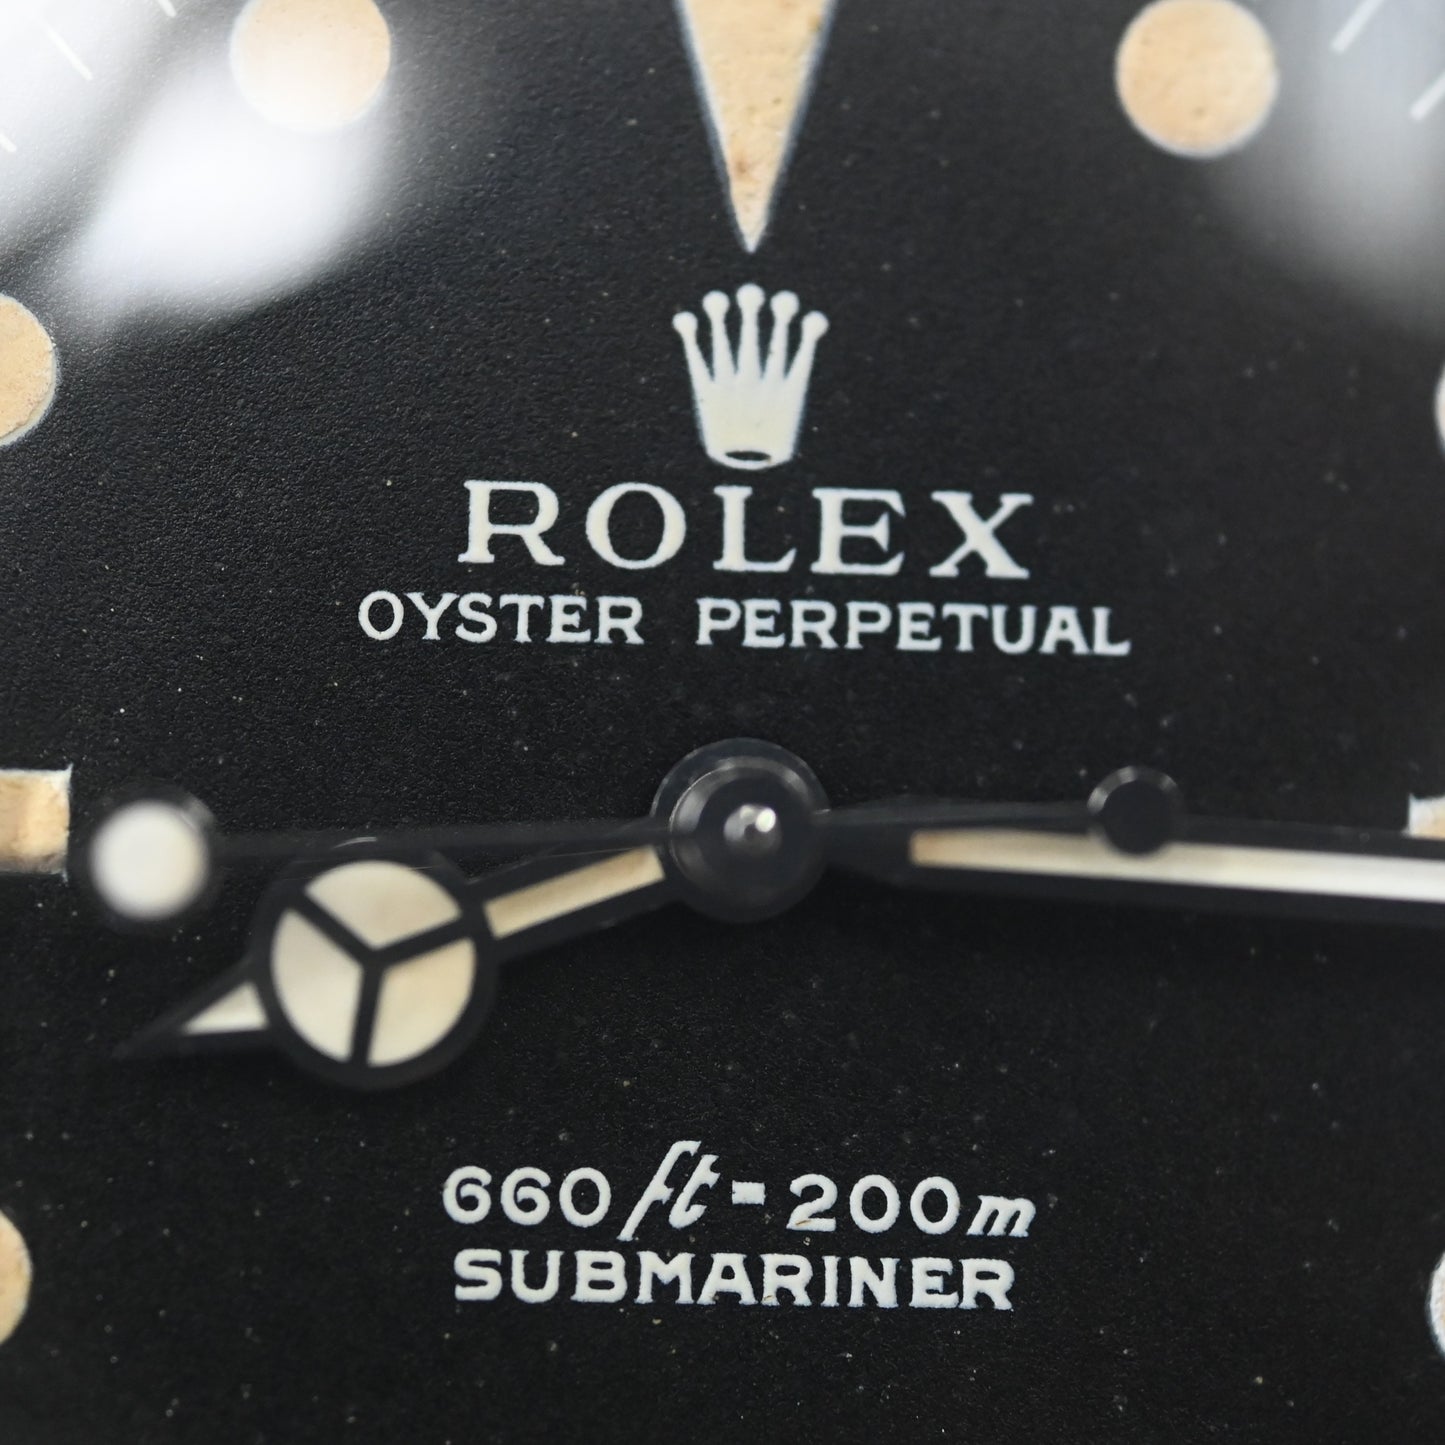 ROLEX
OYSTER PERPETUAL
660ft-200m
SUBMARINER